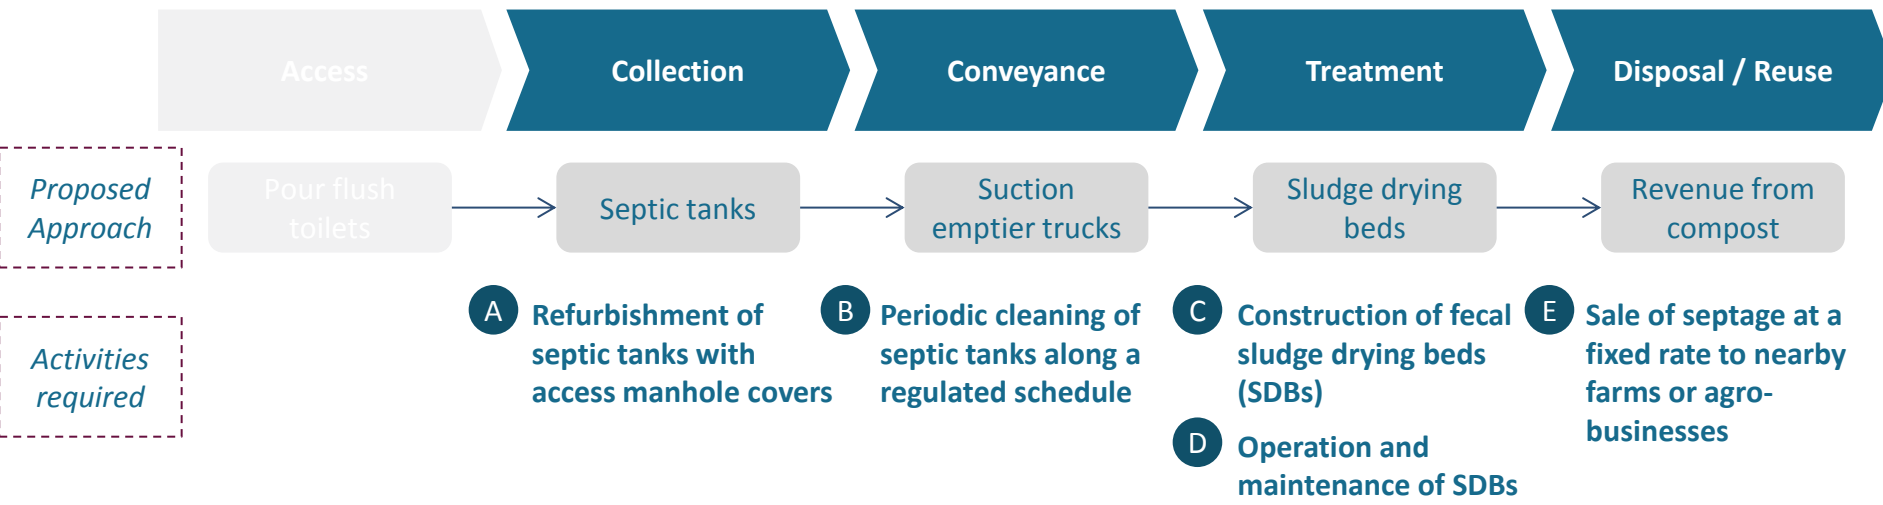 Access
Collection
Conveyance
Treatment
Disposal / Reuse
Proposed
Approach
Pour flush
toilets
Septic tanks
Suction
emptier trucks
Sludge drying
beds
Revenue from
compost
Activities
required
A
Refurbishment of
septic tanks with
access manhole covers
B
Periodic cleaning of
septic tanks along a
regulated schedule
C
Construction of fecal
sludge drying beds
(SDBs)
D
Operation and
maintenance of SDBs
E
Sale of septage at a
fixed rate to nearby
farms or agro-
businesses